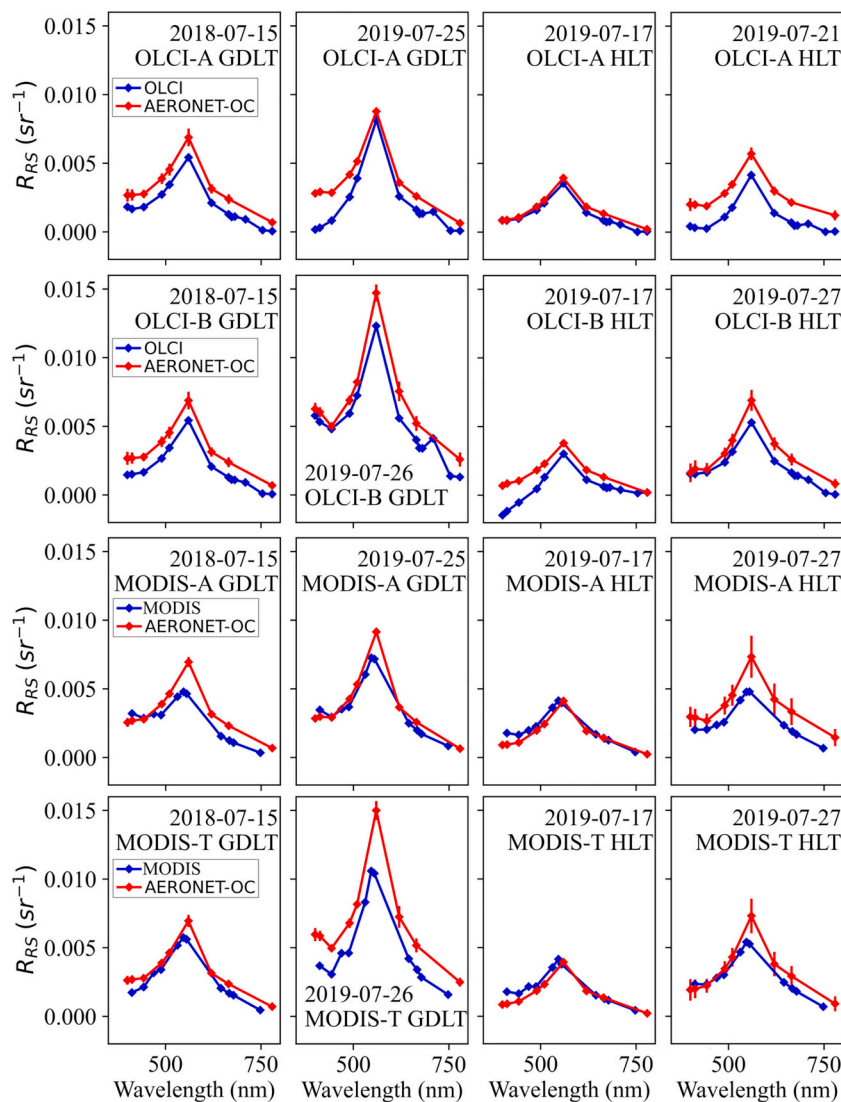 0.015
0.010
0.005
0.000
R_RS (sr⁻¹)
2018-07-15
OLCI-A GDLT
OLCI
AERONET-OC
2019-07-25
OLCI-A GDLT
2019-07-17
OLCI-A HLT
2019-07-21
OLCI-A HLT
0.015
0.010
0.005
0.000
R_RS (sr⁻¹)
2018-07-15
OLCI-B GDLT
OLCI
AERONET-OC
2019-07-26
OLCI-B GDLT
2019-07-17
OLCI-B HLT
2019-07-27
OLCI-B HLT
0.015
0.010
0.005
0.000
R_RS (sr⁻¹)
2018-07-15
MODIS-A GDLT
MODIS
AERONET-OC
2019-07-25
MODIS-A GDLT
2019-07-17
MODIS-A HLT
2019-07-27
MODIS-A HLT
0.015
0.010
0.005
0.000
R_RS (sr⁻¹)
2018-07-15
MODIS-T GDLT
MODIS
AERONET-OC
2019-07-26
MODIS-T GDLT
2019-07-17
MODIS-T HLT
2019-07-27
MODIS-T HLT
500 750 500 750 500 750 500 750
Wavelength (nm) Wavelength (nm) Wavelength (nm) Wavelength (nm)